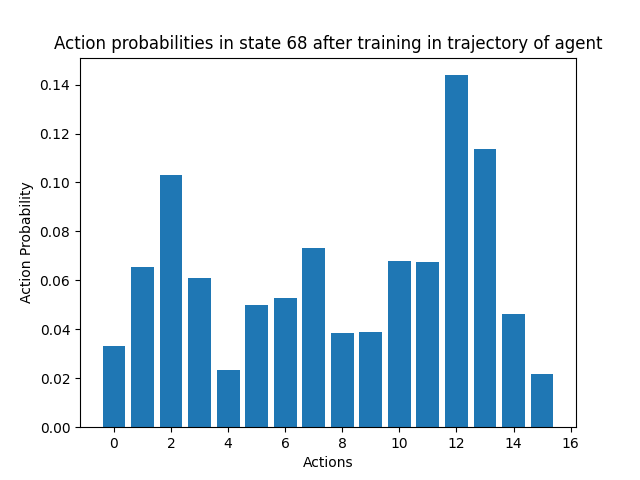 Action probabilities in state 68 after training in trajectory of agent
0.14
0.12
0.10
0.08
0.06
0.04
0.02
0.00
Action Probability
0 2 4 6 8 10 12 14 16
Actions